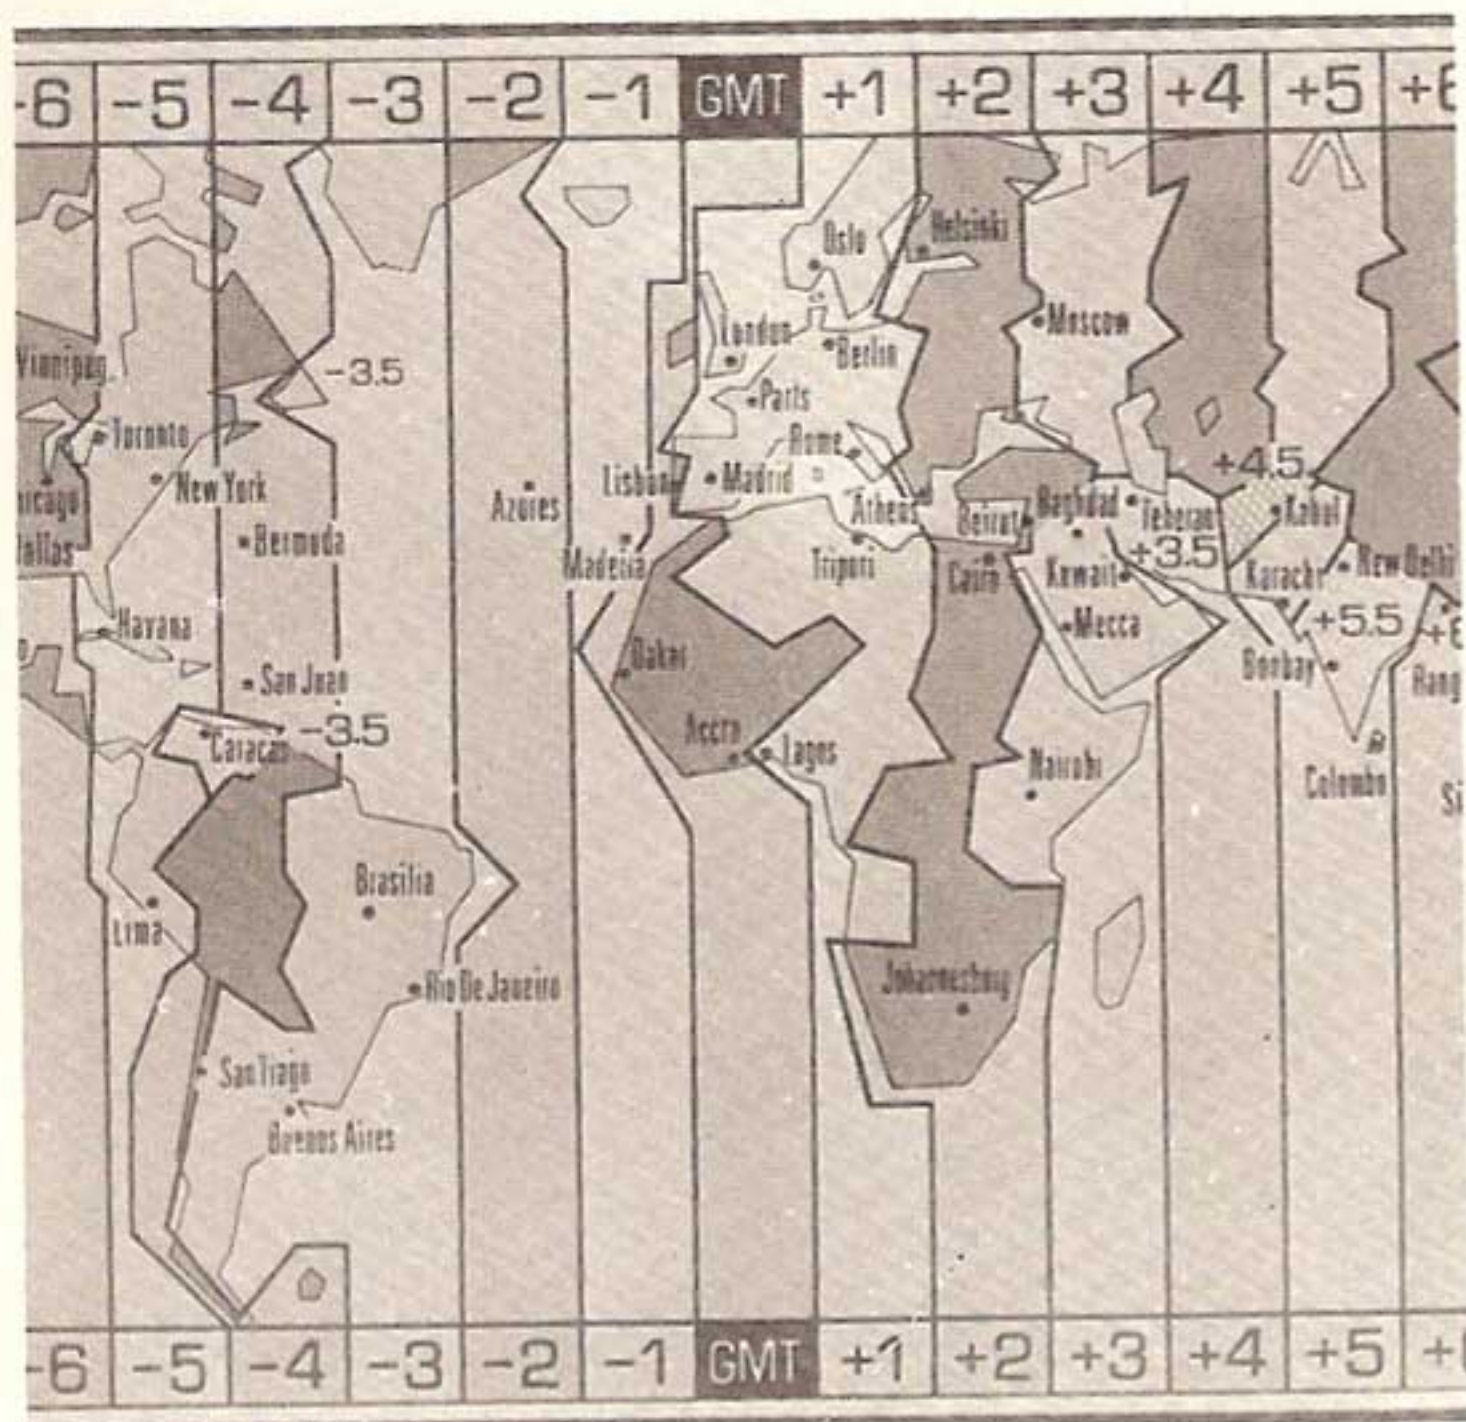 -6 -5 -4 -3 -2 -1 GMT +1 +2 +3 +4 +5
Oslo
Helsinki
Moscow
London
Berlin
Winnipeg
-3.5
Paris
Toronto
Rome
+4.5
New York
Lisbon
Madrid
Azores
Athens
Beirut
Baghdad
Teheran
Kabul
Bermuda
Madeira
Tripori
Cairo
Kuwait
+3.5
Karachi
New Delhi
Havana
Mecca
+5.5
Dakar
San Juan
Bonbay
Rang
-3.5
Caracas
Accra
Lagos
Nairobi
Colombo
Si
Brasilia
Lima
Rio De Janeiro
Johannesburg
San Tiago
Buenos Aires
-6 -5 -4 -3 -2 -1 GMT +1 +2 +3 +4 +5